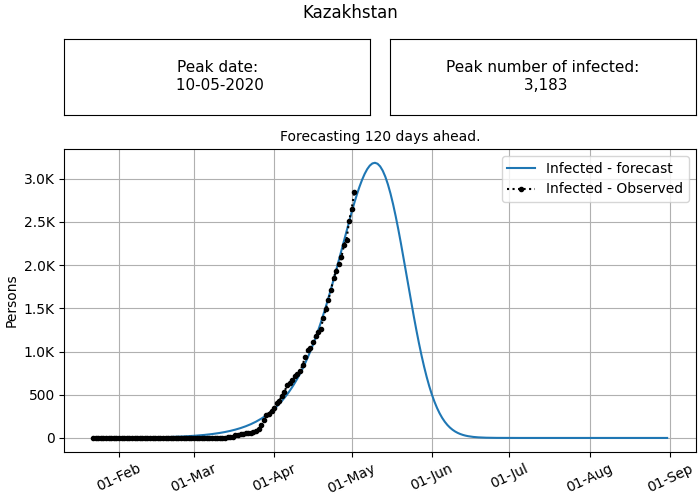 Kazakhstan
Peak date:
10-05-2020
Peak number of infected:
3,183
Forecasting 120 days ahead.
Infected - forecast
Infected - Observed
Persons
3.0K
2.5K
2.0K
1.5K
1.0K
500
0
01-Feb
01-Mar
01-Apr
01-May
01-Jun
01-Jul
01-Aug
01-Sep